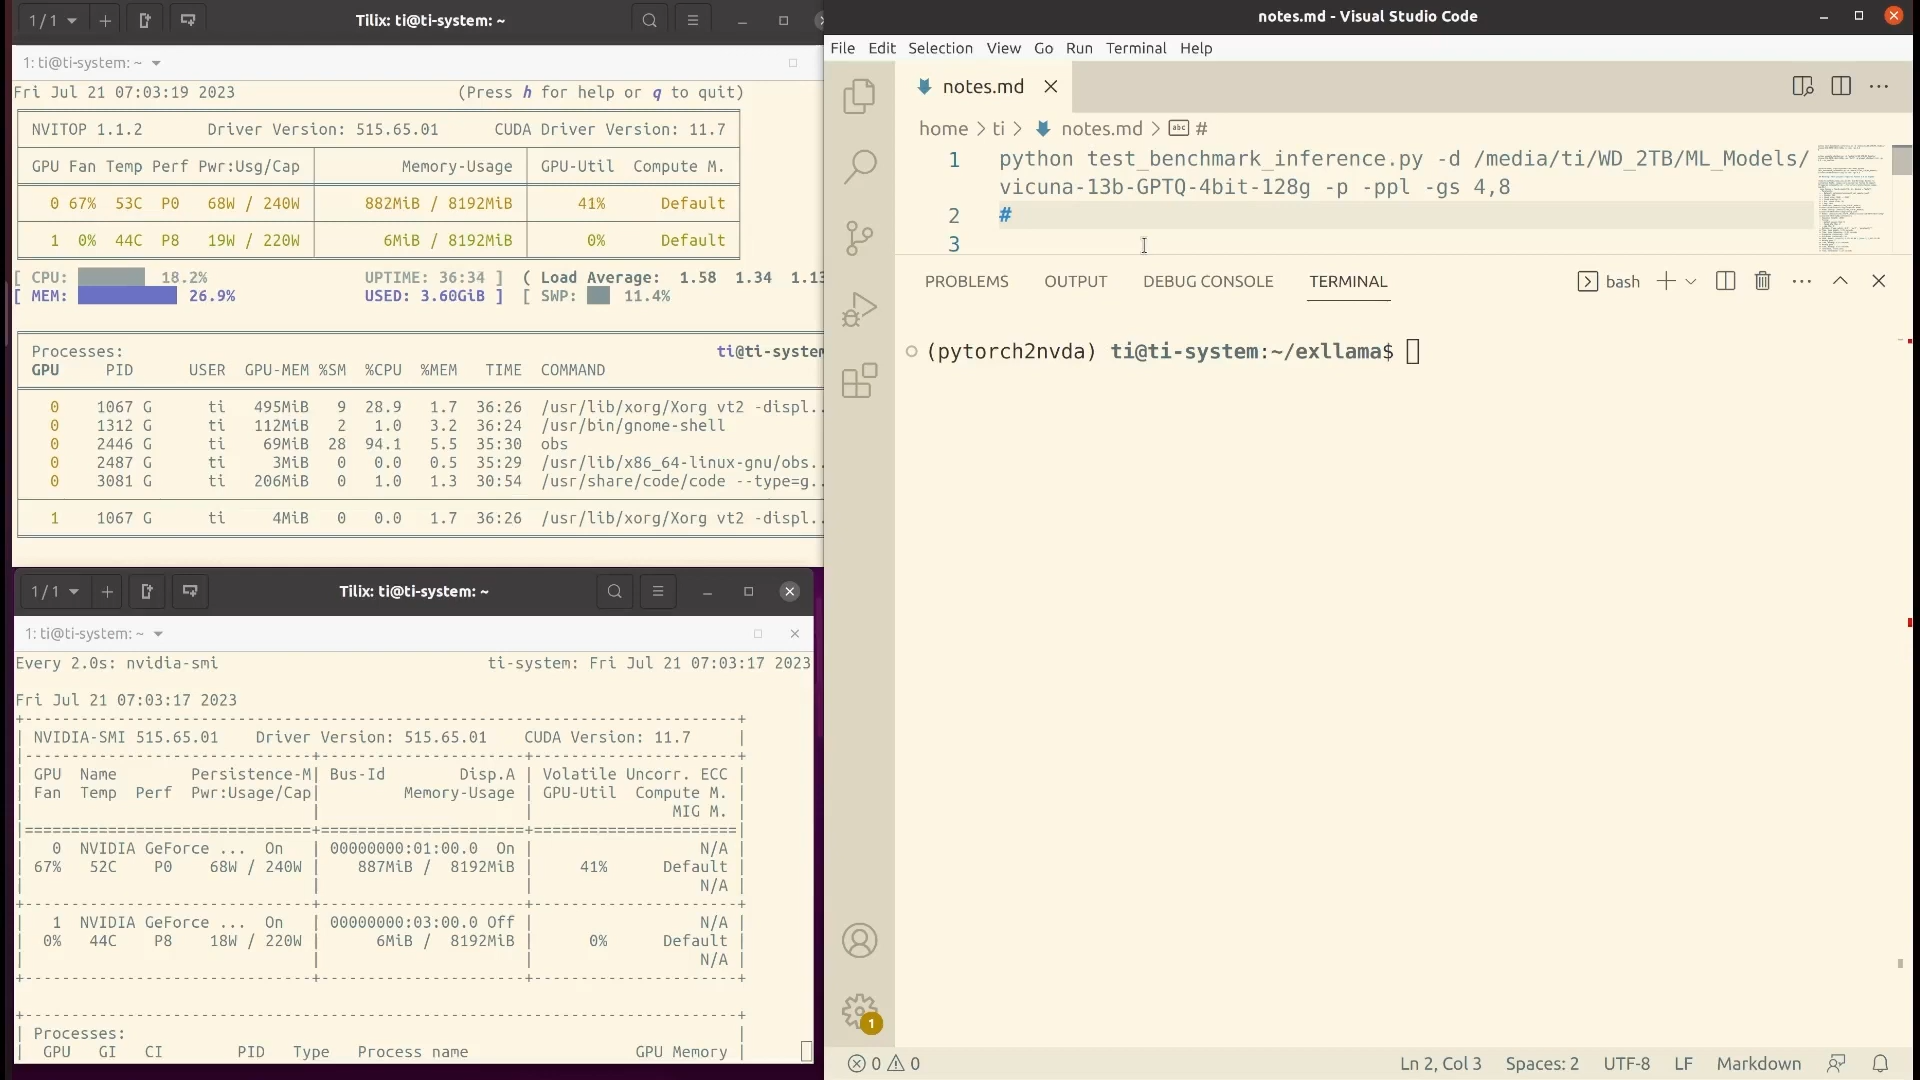 1 / 1
Tilix: ti@ti-system: ~
1: ti@ti-system: ~
Fri Jul 21 07:03:19 2023 (Press h for help or q to quit)
NVITOP 1.1.2 Driver Version: 515.65.01 CUDA Driver Version: 11.7
GPU Fan Temp Perf Pwr:Usg/Cap | Memory-Usage | GPU-Util Compute M.
0 67% 53C P0 68W / 240W | 882MiB / 8192MiB | 41% Default
1 0% 44C P8 19W / 220W | 6MiB / 8192MiB | 0% Default
[ CPU: 18.2% UPTIME: 36:34 ] ( Load Average: 1.58 1.34 1.13
[ MEM: 26.9% USED: 3.60GiB ] [ SWP: 11.4%
Processes: ti@ti-system
GPU PID USER GPU-MEM %SM %CPU %MEM TIME COMMAND
0 1067 G ti 495MiB 9 28.9 1.7 36:26 /usr/lib/xorg/Xorg vt2 -displ..
0 1312 G ti 112MiB 2 1.0 3.2 36:24 /usr/bin/gnome-shell
0 2446 G ti 69MiB 28 94.1 5.5 35:30 obs
0 2487 G ti 3MiB 0 0.0 0.5 35:29 /usr/lib/x86_64-linux-gnu/obs..
0 3081 G ti 206MiB 0 1.0 1.3 30:54 /usr/share/code/code --type=g..
1 1067 G ti 4MiB 0 0.0 1.7 36:26 /usr/lib/xorg/Xorg vt2 -displ..
1 / 1
Tilix: ti@ti-system: ~
1: ti@ti-system: ~
Every 2.0s: nvidia-smi ti-system: Fri Jul 21 07:03:17 2023
Fri Jul 21 07:03:17 2023
+-----------------------------------------------------------------------------+
| NVIDIA-SMI 515.65.01 Driver Version: 515.65.01 CUDA Version: 11.7 |
|-------------------------------+----------------------+----------------------+
| GPU Name Persistence-M| Bus-Id Disp.A | Volatile Uncorr. ECC |
| Fan Temp Perf Pwr:Usage/Cap| Memory-Usage | GPU-Util Compute M. |
| | | MIG M. |
|===============================+======================+======================|
| 0 NVIDIA GeForce ... On | 00000000:01:00.0 On | N/A |
| 67% 52C P0 68W / 240W | 887MiB / 8192MiB | 41% Default |
| | | N/A |
+-------------------------------+----------------------+----------------------+
| 1 NVIDIA GeForce ... On | 00000000:03:00.0 Off | N/A |
| 0% 44C P8 18W / 220W | 6MiB / 8192MiB | 0% Default |
| | | N/A |
+-------------------------------+----------------------+----------------------+
+-----------------------------------------------------------------------------+
| Processes: |
| GPU GI CI PID Type Process name GPU Memory |
notes.md - Visual Studio Code
File Edit Selection View Go Run Terminal Help
notes.md
home > ti > notes.md > abc #
1 python test_benchmark_inference.py -d /media/ti/WD_2TB/ML_Models/
vicuna-13b-GPTQ-4bit-128g -p -ppl -gs 4,8
2 #
3
PROBLEMS OUTPUT DEBUG CONSOLE TERMINAL bash
(pytorch2nvda) ti@ti-system:~/exllama$
1
0 0 Ln 2, Col 3 Spaces: 2 UTF-8 LF Markdown